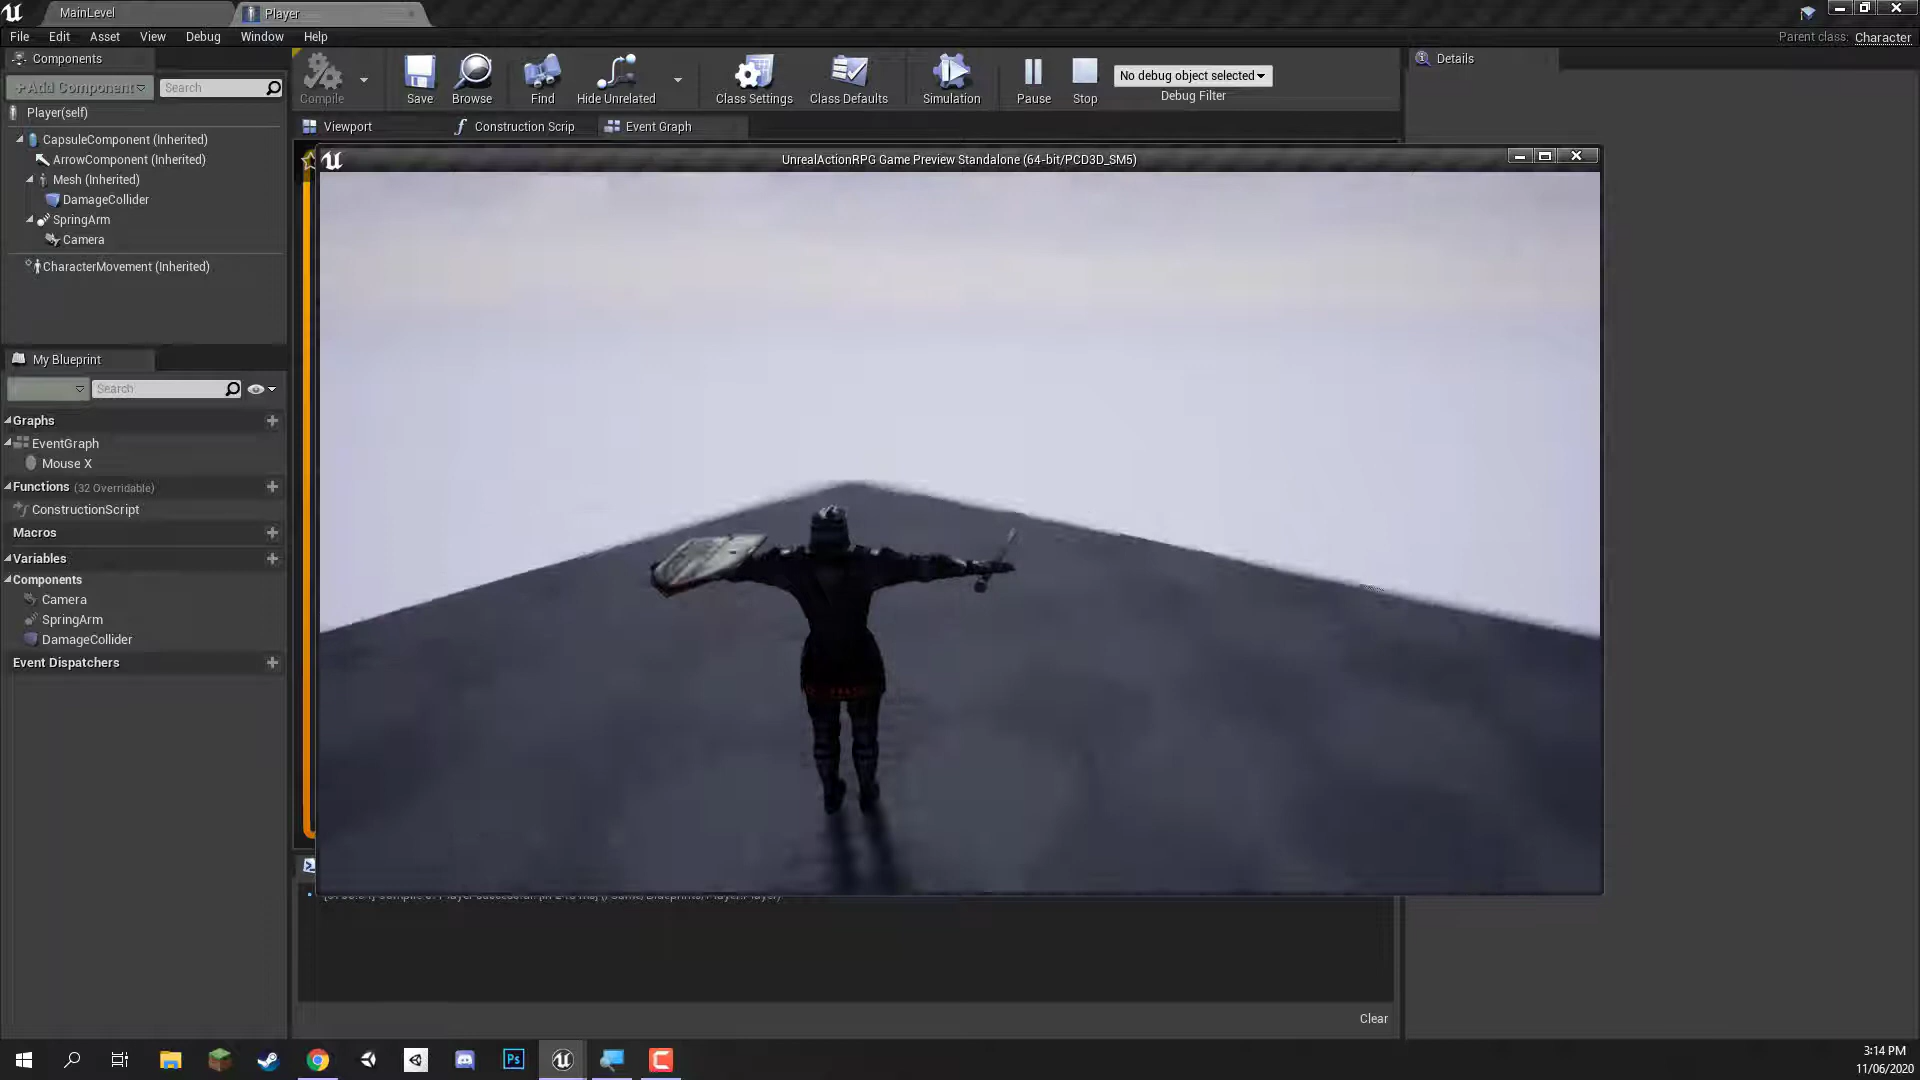 MainLevel
Player
File Edit Asset View Debug Window Help
Parent class: Character
Components
+Add Component
Search
Player(self)
CapsuleComponent (Inherited)
ArrowComponent (Inherited)
Mesh (Inherited)
DamageCollider
SpringArm
Camera
CharacterMovement (Inherited)
My Blueprint
Search
Graphs
EventGraph
Mouse X
Functions (32 Overridable)
ConstructionScript
Macros
Variables
Components
Camera
SpringArm
DamageCollider
Event Dispatchers
Compile Save Browse Find Hide Unrelated Class Settings Class Defaults Simulation Pause Stop
No debug object selected
Debug Filter
Details
Viewport Construction Scrip Event Graph
UnrealActionRPG Game Preview Standalone (64-bit/PCD3D_SM5)
Clear
Ps
3:14 PM
11/06/2020